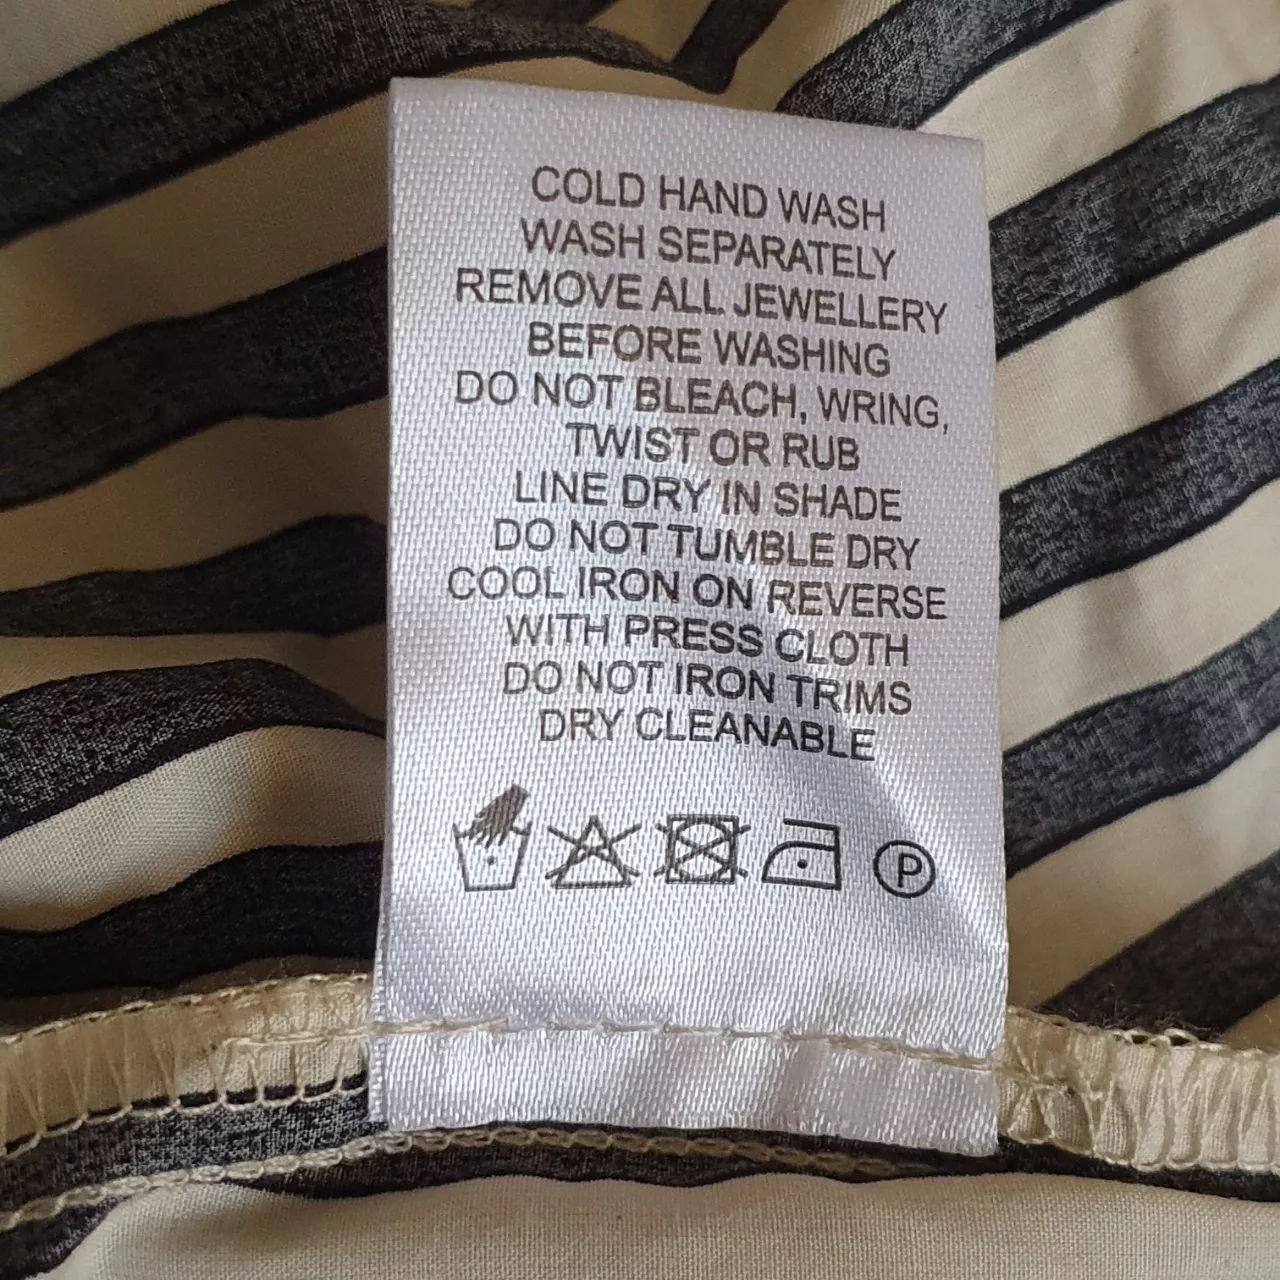 COLD HAND WASH
WASH SEPARATELY
REMOVE ALL JEWELLERY
BEFORE WASHING
DO NOT BLEACH, WRING,
TWIST OR RUB
LINE DRY IN SHADE
DO NOT TUMBLE DRY
COOL IRON ON REVERSE
WITH PRESS CLOTH
DO NOT IRON TRIMS
DRY CLEANABLE
P